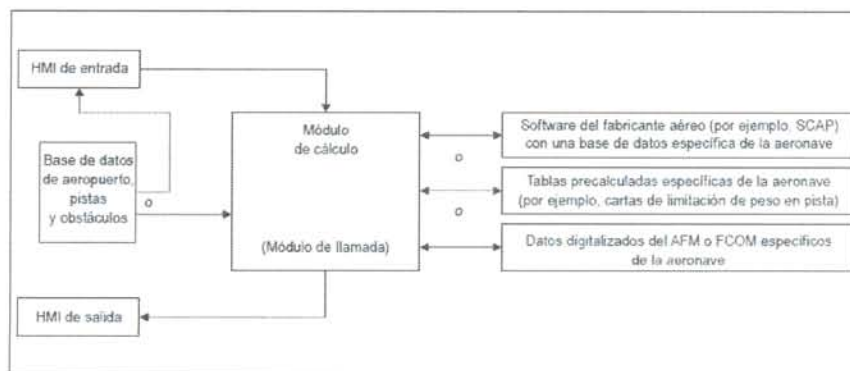 HMI de entrada
Base de datos
de aeropuerto,
pistas
y obstáculos
o
Módulo
de cálculo
(Módulo de llamada)
HMI de salida
Software del fabricante aéreo (por ejemplo, SCAP)
con una base de datos específica de la aeronave
o
Tablas precalculadas específicas de la aeronave
(por ejemplo, cartas de limitación de peso en pista)
o
Datos digitalizados del AFM o FCOM específicos
de la aeronave